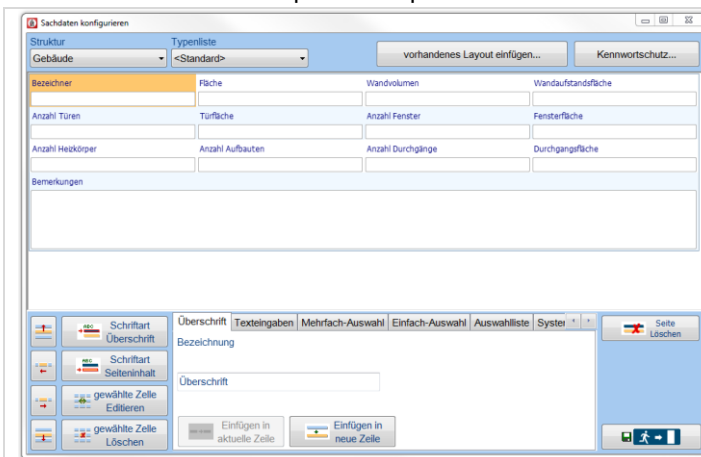 Sachdaten konfigurieren
Struktur Typenliste
Gebäude <Standard> vorhandenes Layout einfügen... Kennwortschutz...
Bezeichner Fläche Wandvolumen Wandaufstandsfläche
Anzahl Türen Türfläche Anzahl Fenster Fensterfläche
Anzahl Heizkörper Anzahl Aufbauten Anzahl Durchgänge Durchgangsfläche
Bemerkungen
Schriftart
Überschrift
Schriftart
Seiteninhalt
gewählte Zelle
Editieren
gewählte Zelle
Löschen
Überschrift Texteingaben Mehrfach-Auswahl Einfach-Auswahl Auswahlliste System
Bezeichnung
Überschrift
Einfügen in
aktuelle Zeile
Einfügen in
neue Zeile
Seite
Löschen